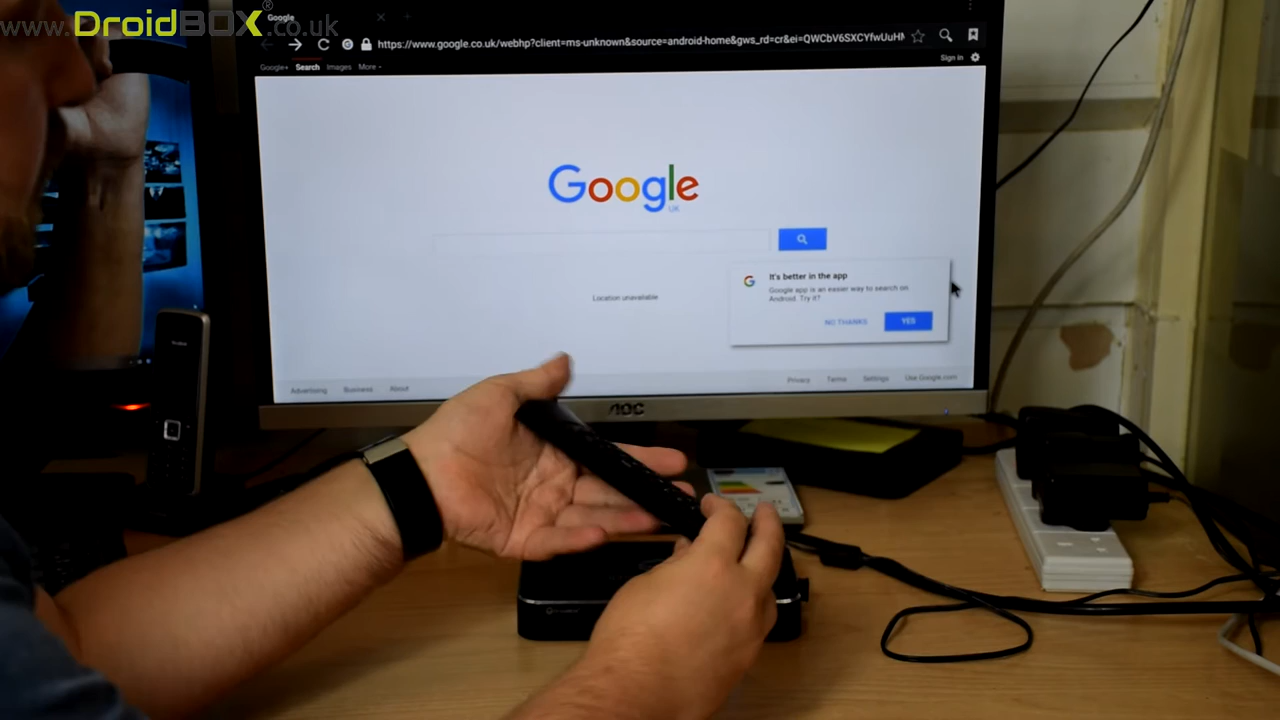 www.DroidBOX®.co.uk
Google
https://www.google.co.uk/webhp?client=ms-unknown&source=android-home&gws_rd=cr&ei=QWCbV6SXCYfwUuHM
Google+ Search Images More
Sign in
Google
UK
It's better in the app
Google app is an easier way to search on
Android. Try it?
Location unavailable
NO THANKS YES
Advertising Business About Privacy Terms Settings Use Google.com
AOC